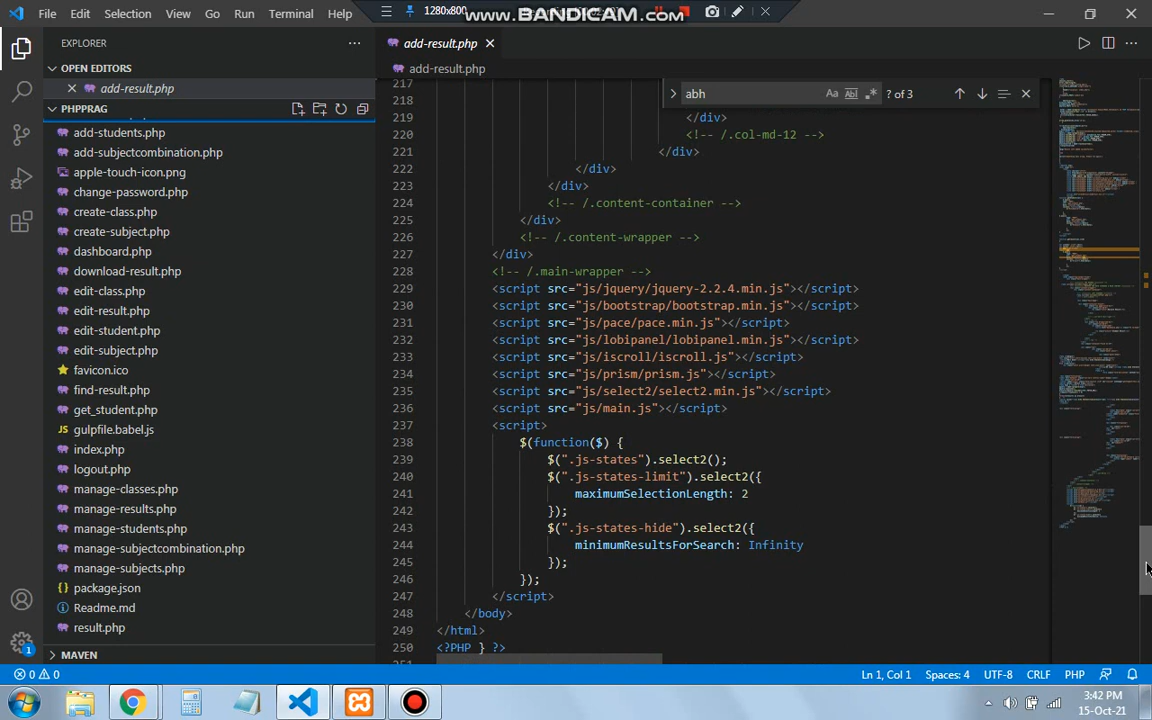 File Edit Selection View Go Run Terminal Help
1280x800
www.BANDICAM.com
EXPLORER
OPEN EDITORS
add-result.php
PHPPRAG
add-students.php
add-subjectcombination.php
apple-touch-icon.png
change-password.php
create-class.php
create-subject.php
dashboard.php
download-result.php
edit-class.php
edit-result.php
edit-student.php
edit-subject.php
favicon.ico
find-result.php
get_student.php
gulpfile.babel.js
index.php
logout.php
manage-classes.php
manage-results.php
manage-students.php
manage-subjectcombination.php
manage-subjects.php
package.json
Readme.md
result.php
MAVEN
add-result.php
add-result.php
abh Aa Abl .* ? of 3
217
218
</div>
220 <!-- /.col-md-12 -->
221 </div>
222 </div>
223 </div>
224 <!-- /.content-container -->
225 </div>
226 <!-- /.content-wrapper -->
227 </div>
228 <!-- /.main-wrapper -->
229 <script src="js/jquery/jquery-2.2.4.min.js"></script>
230 <script src="js/bootstrap/bootstrap.min.js"></script>
231 <script src="js/pace/pace.min.js"></script>
232 <script src="js/lobipanel/lobipanel.min.js"></script>
233 <script src="js/iscroll/iscroll.js"></script>
234 <script src="js/prism/prism.js"></script>
235 <script src="js/select2/select2.min.js"></script>
236 <script src="js/main.js"></script>
237 <script>
238 $(function($) {
239 $(".js-states").select2();
240 $(".js-states-limit").select2({
241 maximumSelectionLength: 2
242 });
243 $(".js-states-hide").select2({
244 minimumResultsForSearch: Infinity
245 });
246 });
247 </script>
248 </body>
249 </html>
250 <?PHP } ?>
0 0 Ln 1, Col 1 Spaces: 4 UTF-8 CRLF PHP
1
3:42 PM
15-Oct-21